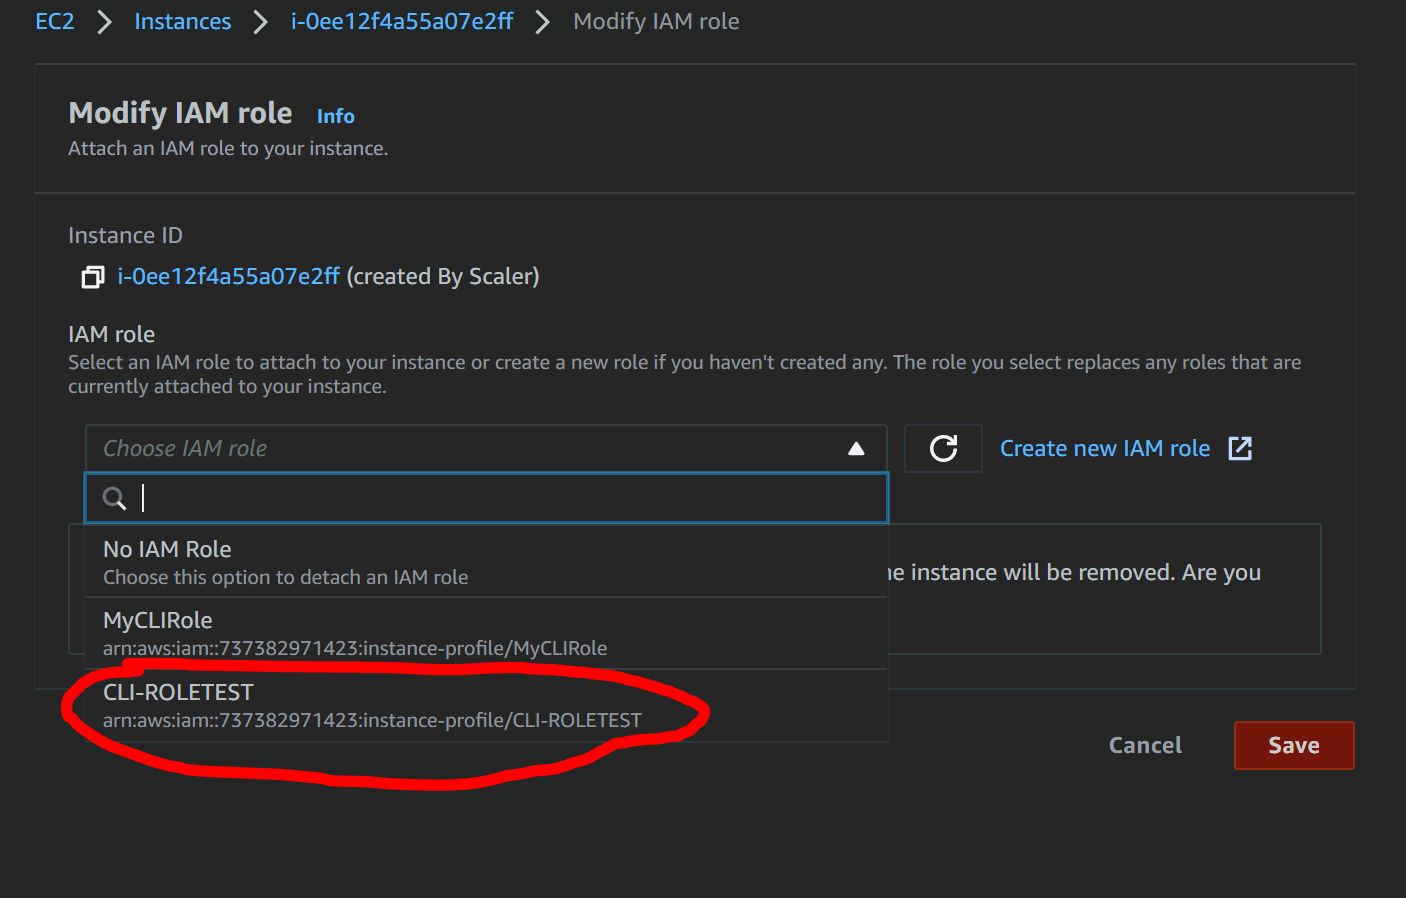 EC2 > Instances > i-0ee12f4a55a07e2ff > Modify IAM role
Modify IAM role Info
Attach an IAM role to your instance.
Instance ID
i-0ee12f4a55a07e2ff (created By Scaler)
IAM role
Select an IAM role to attach to your instance or create a new role if you haven't created any. The role you select replaces any roles that are
currently attached to your instance.
Choose IAM role
Create new IAM role
No IAM Role
Choose this option to detach an IAM role
instance will be removed. Are you
MyCLIRole
arn:aws:iam::737382971423:instance-profile/MyCLIRole
CLI-ROLETEST
arn:aws:iam::737382971423:instance-profile/CLI-ROLETEST
Cancel Save